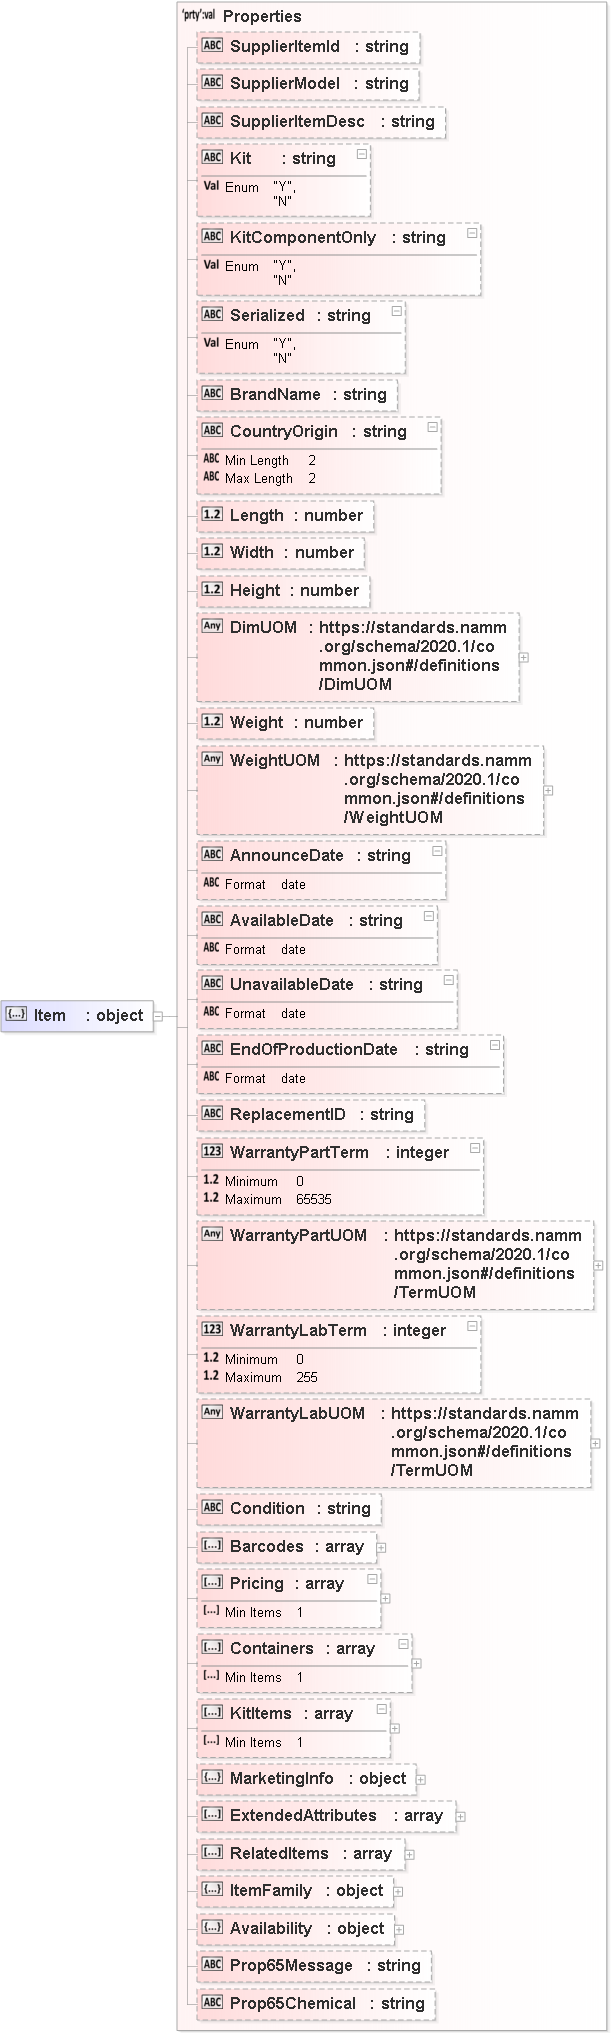 'prty':val Properties
ABC SupplierItemId : string
ABC SupplierModel : string
ABC SupplierItemDesc : string
ABC Kit : string
Val Enum "Y",
"N"
ABC KitComponentOnly : string
Val Enum "Y",
"N"
ABC Serialized : string
Val Enum "Y",
"N"
ABC BrandName : string
ABC CountryOrigin : string
ABC Min Length 2
ABC Max Length 2
1.2 Length : number
1.2 Width : number
1.2 Height : number
Any DimUOM : https://standards.namm
.org/schema/2020.1/co
mmon.json#/definitions
/DimUOM
1.2 Weight : number
Any WeightUOM : https://standards.namm
.org/schema/2020.1/co
mmon.json#/definitions
/WeightUOM
ABC AnnounceDate : string
ABC Format date
ABC AvailableDate : string
ABC Format date
ABC UnavailableDate : string
ABC Format date
{...} Item : object
ABC EndOfProductionDate : string
ABC Format date
ABC ReplacementID : string
123 WarrantyPartTerm : integer
1.2 Minimum 0
1.2 Maximum 65535
Any WarrantyPartUOM : https://standards.namm
.org/schema/2020.1/co
mmon.json#/definitions
/TermUOM
123 WarrantyLabTerm : integer
1.2 Minimum 0
1.2 Maximum 255
Any WarrantyLabUOM : https://standards.namm
.org/schema/2020.1/co
mmon.json#/definitions
/TermUOM
ABC Condition : string
[...] Barcodes : array
[...] Pricing : array
[...] Min Items 1
[...] Containers : array
[...] Min Items 1
[...] KitItems : array
[...] Min Items 1
{...} MarketingInfo : object
[...] ExtendedAttributes : array
[...] RelatedItems : array
{...} ItemFamily : object
{...} Availability : object
ABC Prop65Message : string
ABC Prop65Chemical : string